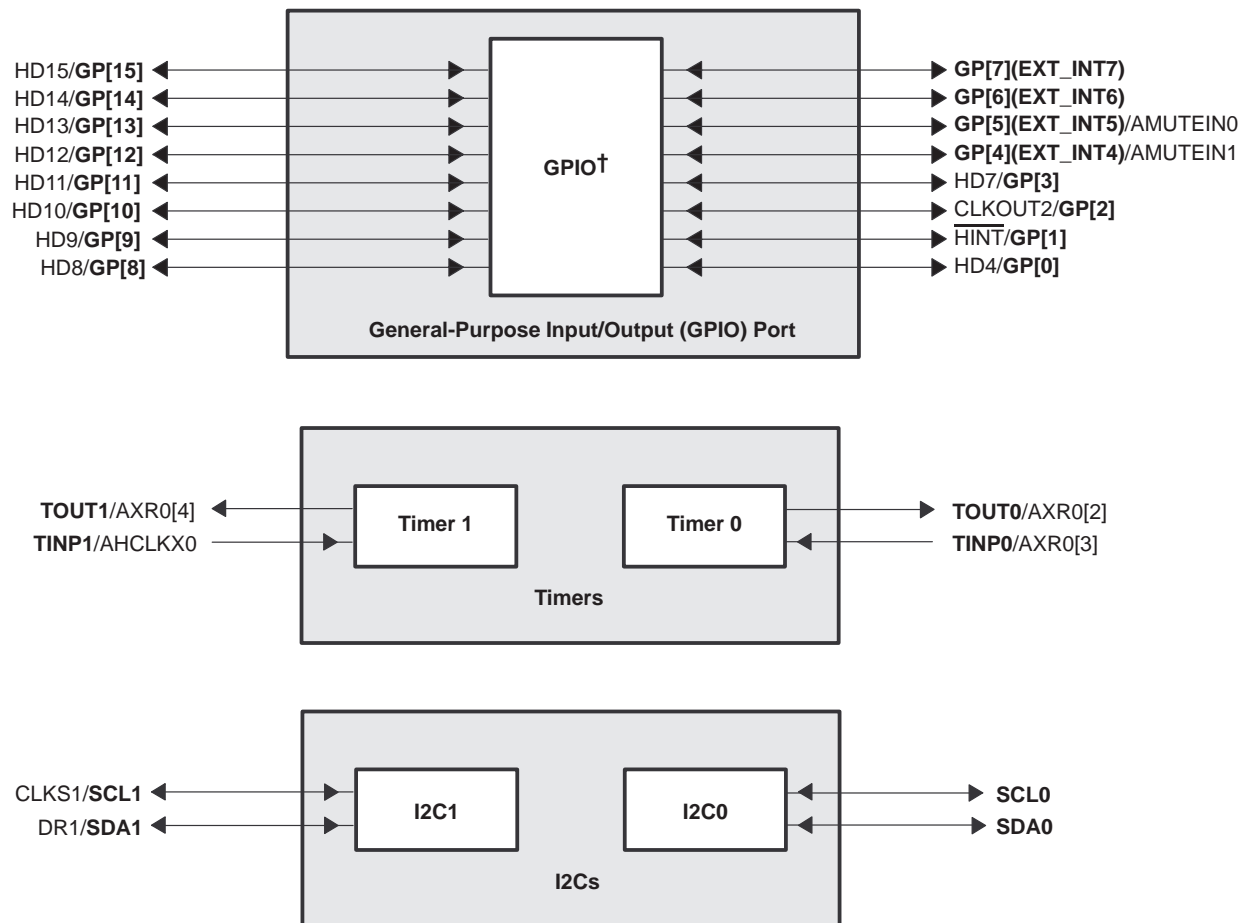 HD15/GP[15]
HD14/GP[14]
HD13/GP[13]
HD12/GP[12]
HD11/GP[11]
HD10/GP[10]
HD9/GP[9]
HD8/GP[8]
GPIO†
GP[7](EXT_INT7)
GP[6](EXT_INT6)
GP[5](EXT_INT5)/AMUTEIN0
GP[4](EXT_INT4)/AMUTEIN1
HD7/GP[3]
CLKOUT2/GP[2]
HINT/GP[1]
HD4/GP[0]
General-Purpose Input/Output (GPIO) Port
TOUT1/AXR0[4]
TINP1/AHCLKX0
Timer 1
Timer 0
TOUT0/AXR0[2]
TINP0/AXR0[3]
Timers
CLKS1/SCL1
DR1/SDA1
I2C1
I2C0
SCL0
SDA0
I2Cs